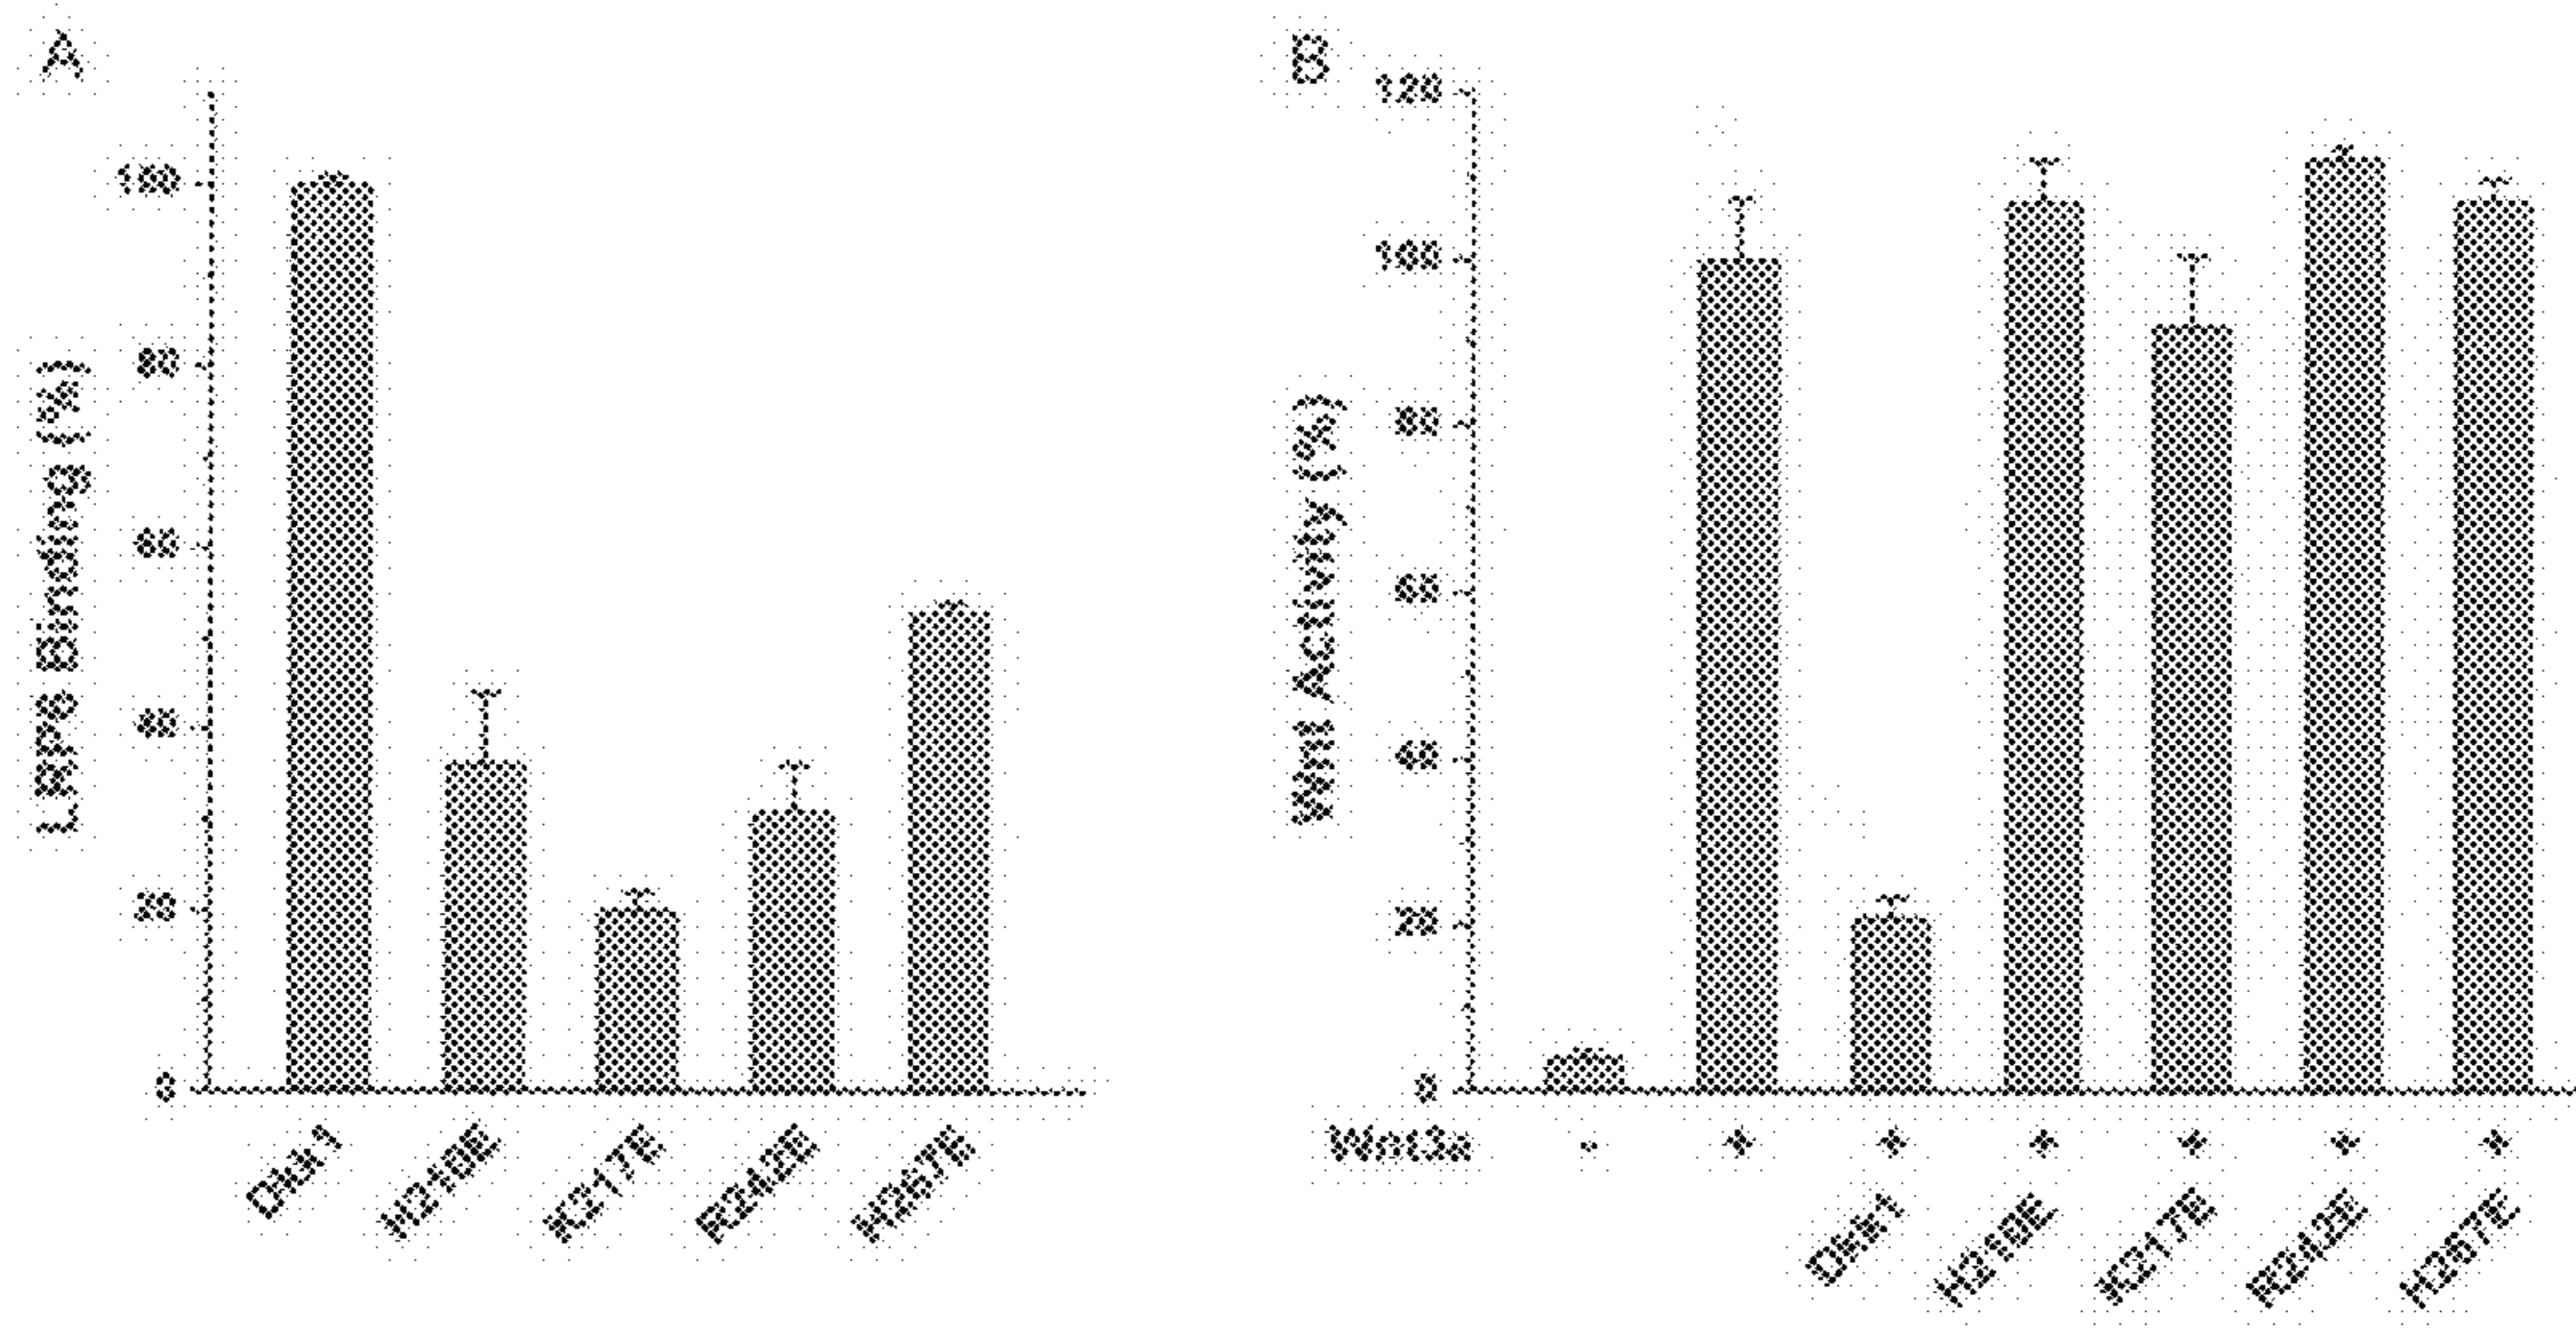 A
LRP6 Binding (%)
100
80
60
40
20
0
Dkk1
H210E
K217E
R242E
H267E
B
Wnt Activity (%)
120
100
80
60
40
20
0
Wnt3a - + + + + + +
Dkk1
H210E
K217E
R242E
H267E